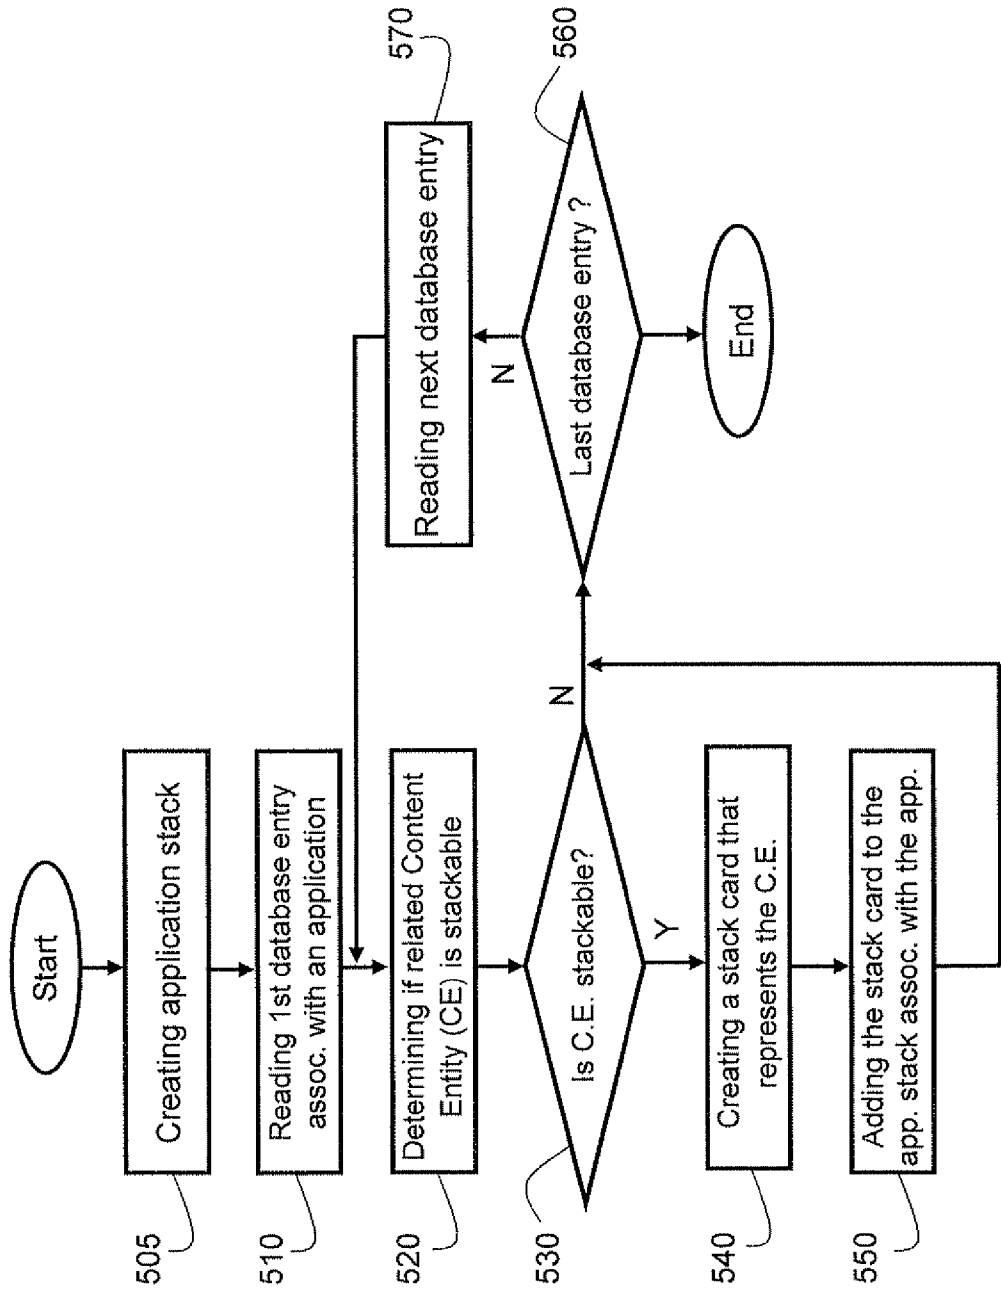 Start
505
Creating application stack
510
Reading 1st database entry
assoc. with an application
520
Determining if related Content
Entity (CE) is stackable
530
Is C.E. stackable?
N
Y
540
Creating a stack card that
represents the C.E.
550
Adding the stack card to the
app. stack assoc. with the app.
570
Reading next database entry
N
560
Last database entry ?
End